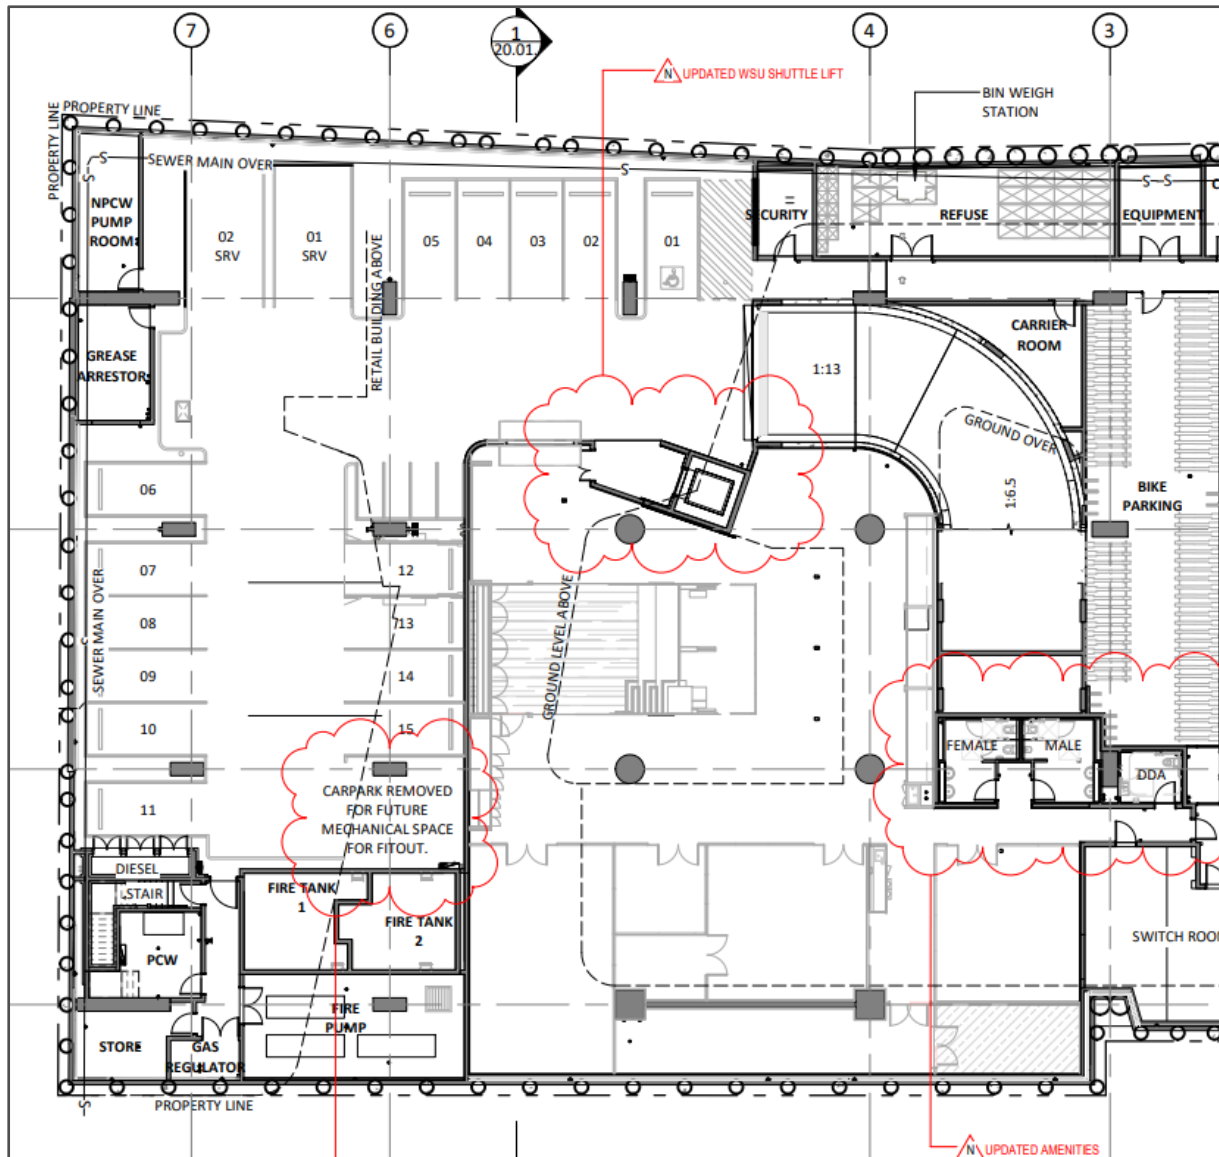 7
6
1
20.01.
4
3
N UPDATED WSU SHUTTLE LIFT
BIN WEIGH
STATION
PROPERTY LINE
PROPERTY LINE
S
SEWER MAIN OVER
S
S
S
S
NPCW
PUMP
ROOM
02
SRV
01
SRV
RETAIL BUILDING ABOVE
05
04
03
02
01
SECURITY
REFUSE
EQUIPMENT
GREASE
ARRESTOR
1:13
CARRIER
ROOM
GROUND OVER
1:6.5
BIKE
PARKING
06
07
08
09
10
11
SEWER MAIN OVER
12
13
14
15
GROUND LEVEL ABOVE
CARPARK REMOVED
FOR FUTURE
MECHANICAL SPACE
FOR FITOUT.
FEMALE
MALE
DDA
DIESEL
STAIR
FIRE TANK
1
FIRE TANK
2
PCW
SWITCH ROOM
FIRE
PUMP
STORE
GAS
REGULATOR
S
PROPERTY LINE
N UPDATED AMENITIES